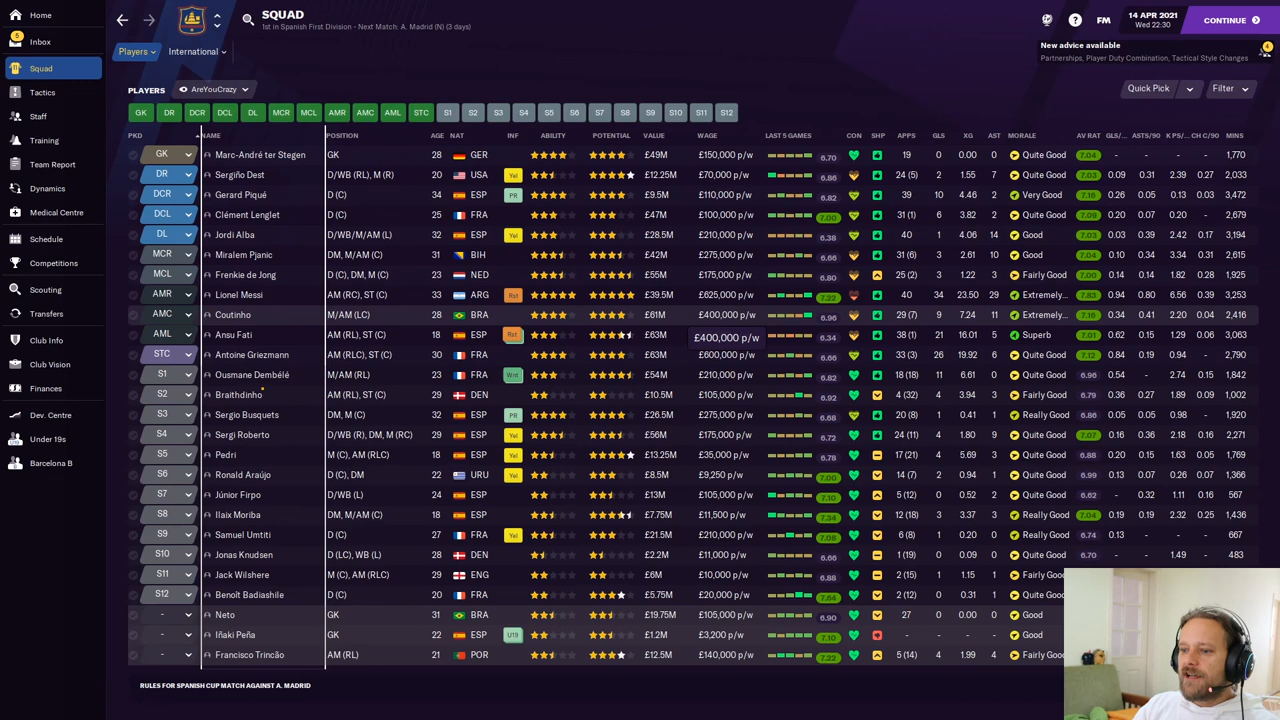 Home
5
Inbox
Squad
Tactics
Staff
Training
Team Report
Dynamics
Medical Centre
Schedule
Competitions
Scouting
Transfers
Club Info
Club Vision
Finances
Dev. Centre
Under 19s
Barcelona B
SQUAD
1st in Spanish First Division - Next Match: A. Madrid (N) (3 days)
FM
14 APR 2021
Wed 22:30
CONTINUE
Players
International
New advice available
Partnerships, Player Duty Combination, Tactical Style Changes
4
PLAYERS
AreYouCrazy
Quick Pick
Filter
GK DR DCR DCL DL MCR MCL AMR AMC AML STC S1 S2 S3 S4 S5 S6 S7 S8 S9 S10 S11 S12
PKD NAME POSITION AGE NAT INF ABILITY POTENTIAL VALUE WAGE LAST 5 GAMES CON SHP APPS GLS XG AST MORALE AV RAT GLS/... ASTS/90 K PS/... CH C/90 MINS
GK Marc-André ter Stegen GK 28 GER £49M £150,000 p/w 6.70 19 0 0.00 0 Quite Good 7.04 - - - - 1,770
DR Sergiño Dest D/WB (RL), M (R) 20 USA Yel £12.25M £70,000 p/w 6.86 24 (5) 2 1.55 7 Quite Good 7.03 0.09 0.31 2.39 0.27 2,033
DCR Gerard Piqué D (C) 34 ESP PR £9.5M £110,000 p/w 6.82 39 11 4.46 2 Very Good 7.16 0.26 0.05 0.13 0.03 3,472
DCL Clément Lenglet D (C) 25 FRA £47M £100,000 p/w 7.00 31 (1) 6 3.82 2 Quite Good 7.09 0.20 0.07 0.20 - 2,679
DL Jordi Alba D/WB/M/AM (L) 32 ESP Yel £28.5M £110,000 p/w 6.38 40 1 4.06 14 Good 7.03 0.03 0.39 2.42 0.17 3,194
MCR Miralem Pjanic DM, M/AM (C) 31 BIH £42M £275,000 p/w 7.06 31 (6) 3 2.61 10 Good 7.04 0.10 0.34 3.34 0.31 2,615
MCL Frenkie de Jong D (C), DM, M (C) 23 NED £55M £175,000 p/w 6.80 25 (2) 3 1.22 3 Fairly Good 7.00 0.14 0.14 1.82 0.28 1,925
AMR Lionel Messi AM (RC), ST (C) 33 ARG Rst £39.5M £625,000 p/w 7.22 40 34 23.50 29 Extremely... 7.83 0.94 0.80 6.56 0.39 3,253
AMC Coutinho M/AM (LC) 28 BRA £61M £400,000 p/w 6.96 29 (7) 9 7.24 11 Extremely... 7.16 0.34 0.41 2.20 0.20 2,416
AML Ansu Fati AM (RL), ST (C) 18 ESP Rst £63M £400,000 p/w 6.34 38 (1) 21 16.01 5 Superb 7.01 0.62 0.15 1.29 0.09 3,063
STC Antoine Griezmann AM (RLC), ST (C) 30 FRA £63M £600,000 p/w 6.66 33 (3) 26 19.92 6 Quite Good 7.12 0.84 0.19 0.94 - 2,790
S1 Ousmane Dembélé M/AM (RL) 23 FRA Wnt £54M £210,000 p/w 6.82 18 (18) 11 6.61 0 Quite Good 6.96 0.54 - 2.74 0.15 1,842
S2 Braithdinho AM (RL), ST (C) 29 DEN £10.5M £105,000 p/w 6.92 4 (32) 4 3.94 3 Fairly Good 6.79 0.36 0.27 1.89 0.09 1,002
S3 Sergio Busquets DM, M (C) 32 ESP PR £26.5M £275,000 p/w 6.68 20 (8) 1 0.41 1 Really Good 6.86 0.05 0.05 0.98 - 1,920
S4 Sergi Roberto D/WB (R), DM, M (RC) 29 ESP Yel £56M £175,000 p/w 6.72 24 (11) 4 1.80 9 Quite Good 7.07 0.16 0.36 2.18 0.16 2,271
S5 Pedri M (C), AM (RLC) 18 ESP Yel £13.25M £35,000 p/w 6.78 17 (21) 4 5.69 3 Quite Good 6.88 0.20 0.15 1.63 0.05 1,769
S6 Ronald Araújo D (C), DM 22 URU Yel £8.5M £9,250 p/w 7.00 14 (7) 2 0.94 1 Quite Good 6.99 0.13 0.07 0.26 0.13 1,366
S7 Júnior Firpo D/WB (L) 24 ESP £13M £105,000 p/w 7.10 5 (12) 0 0.52 2 Quite Good 6.62 - 0.32 1.11 0.16 567
S8 Ilaix Moriba DM, M/AM (C) 18 ESP £7.75M £11,500 p/w 7.34 12 (18) 3 3.37 3 Really Good 7.04 0.19 0.19 2.32 0.25 1,436
S9 Samuel Umtiti D (C) 27 FRA Yel £21.5M £210,000 p/w 7.08 6 (8) 1 0.20 0 Really Good 6.74 0.13 - - - 667
S10 Jonas Knudsen D (LC), WB (L) 28 DEN £2.2M £11,000 p/w 6.66 1 (19) 0 0.09 0 Quite Good 6.70 - - 1.49 - 483
S11 Jack Wilshere M (C), AM (RLC) 29 ENG £6M £10,000 p/w 6.88 2 (15) 1 1.15 1 Fairly Good
S12 Benoît Badiashile D (C) 20 FRA £5.75M £20,000 p/w 7.64 2 (12) 0 0.31 1 Quite Good
- Neto GK 31 BRA £19.75M £105,000 p/w 6.90 27 0 0.00 0 Good
- Iñaki Peña GK 22 ESP U19 £1.2M £3,200 p/w 7.10 - - - - Good
- Francisco Trincão AM (RL) 21 POR £12.5M £140,000 p/w 7.22 5 (14) 4 1.99 4 Fairly Good
£400,000 p/w
RULES FOR SPANISH CUP MATCH AGAINST A. MADRID